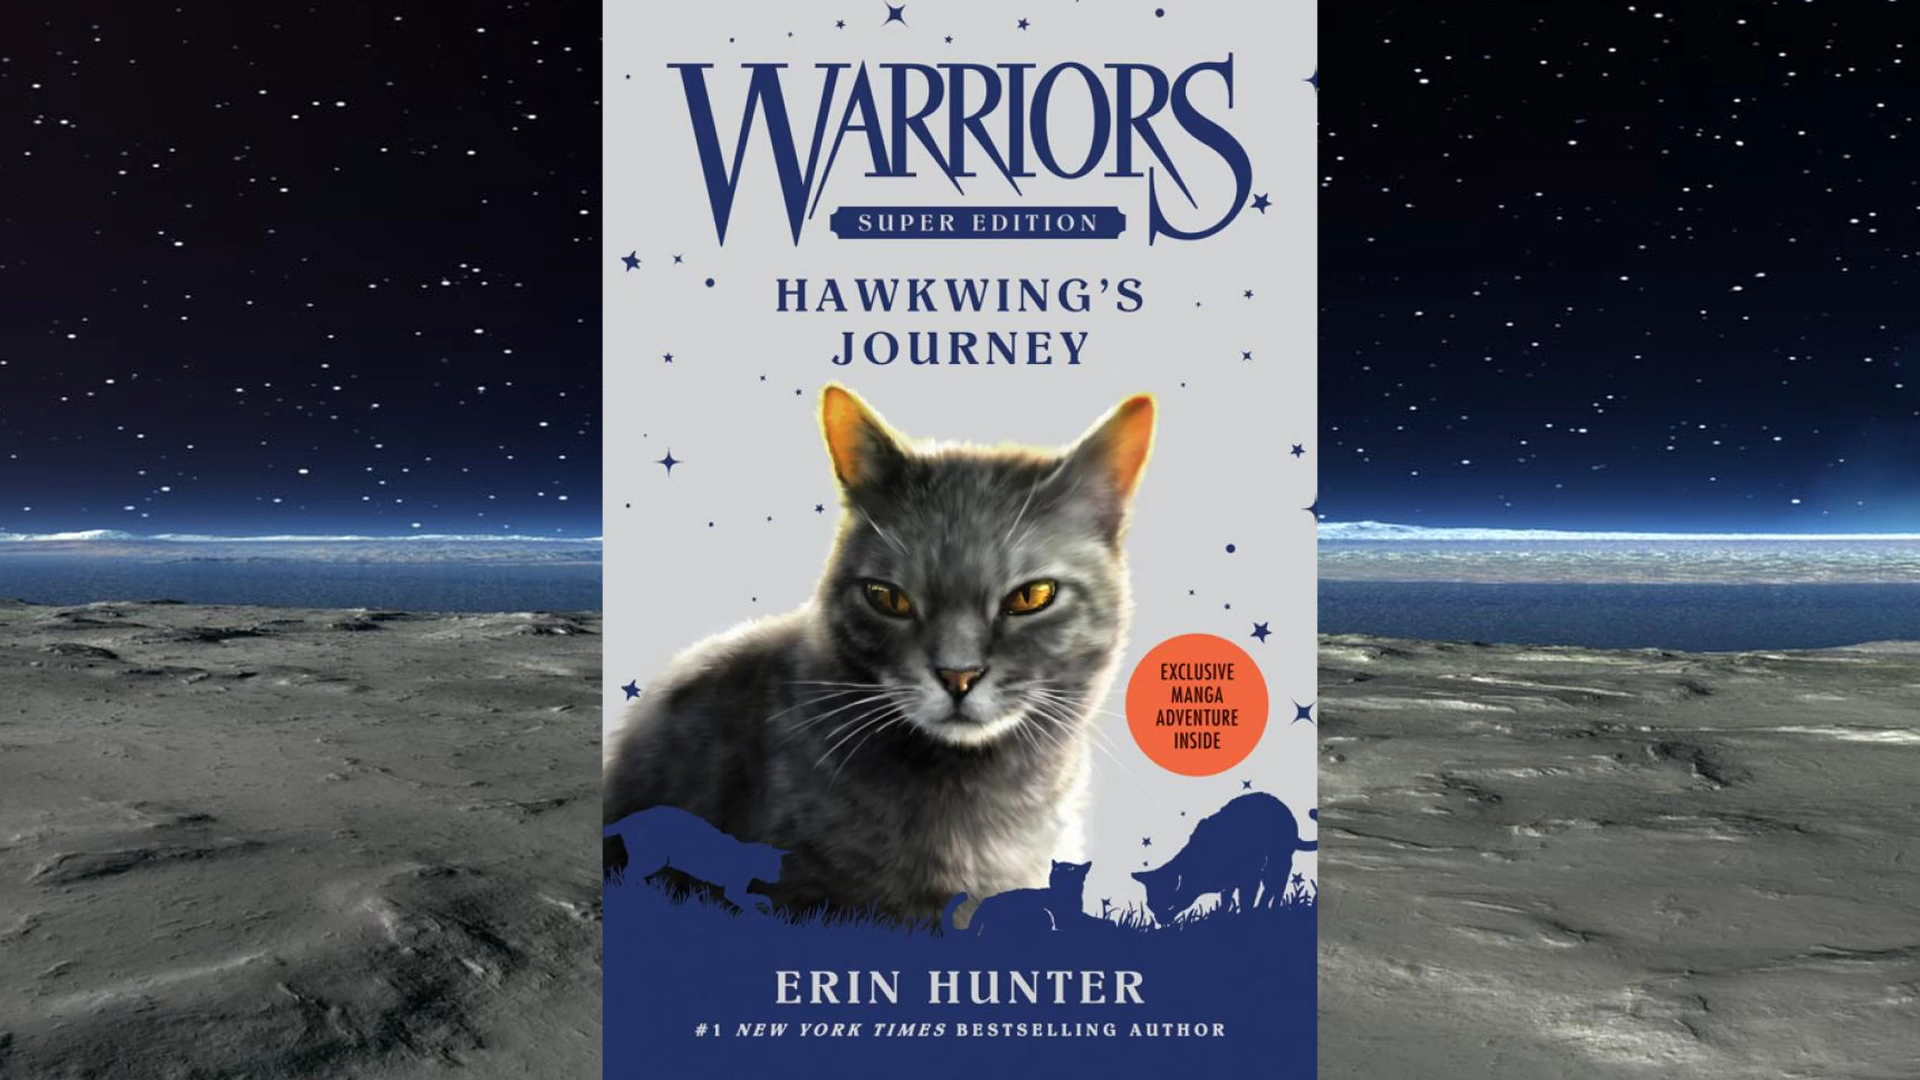 WARRIORS
SUPER EDITION
HAWKWING'S
JOURNEY
EXCLUSIVE
MANGA
ADVENTURE
INSIDE
ERIN HUNTER
#1 NEW YORK TIMES BESTSELLING AUTHOR